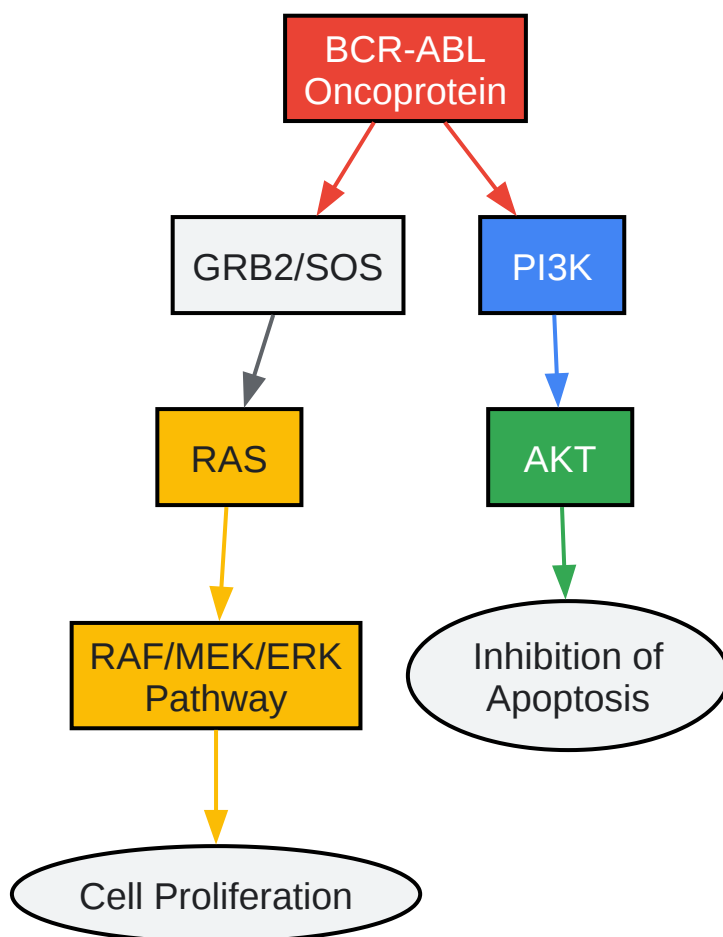 BCR-ABL
Oncoprotein
GRB2/SOS
PI3K
RAS
AKT
RAF/MEK/ERK
Pathway
Inhibition of
Apoptosis
Cell Proliferation